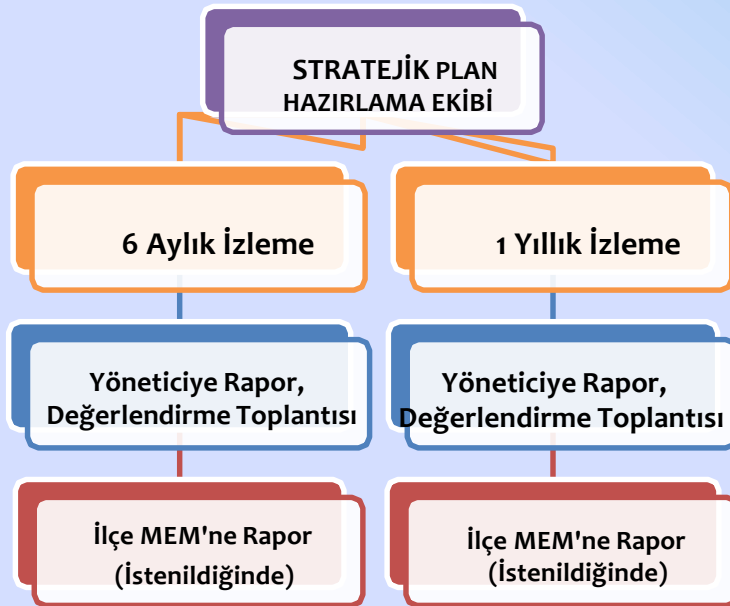 STRATEJİK PLAN
HAZIRLAMA EKİBİ
6 Aylık İzleme
1 Yıllık İzleme
Yöneticiye Rapor,
Değerlendirme Toplantısı
Yöneticiye Rapor,
Değerlendirme Toplantısı
İlçe MEM'ne Rapor
(İstenildiğinde)
İlçe MEM'ne Rapor
(İstenildiğinde)